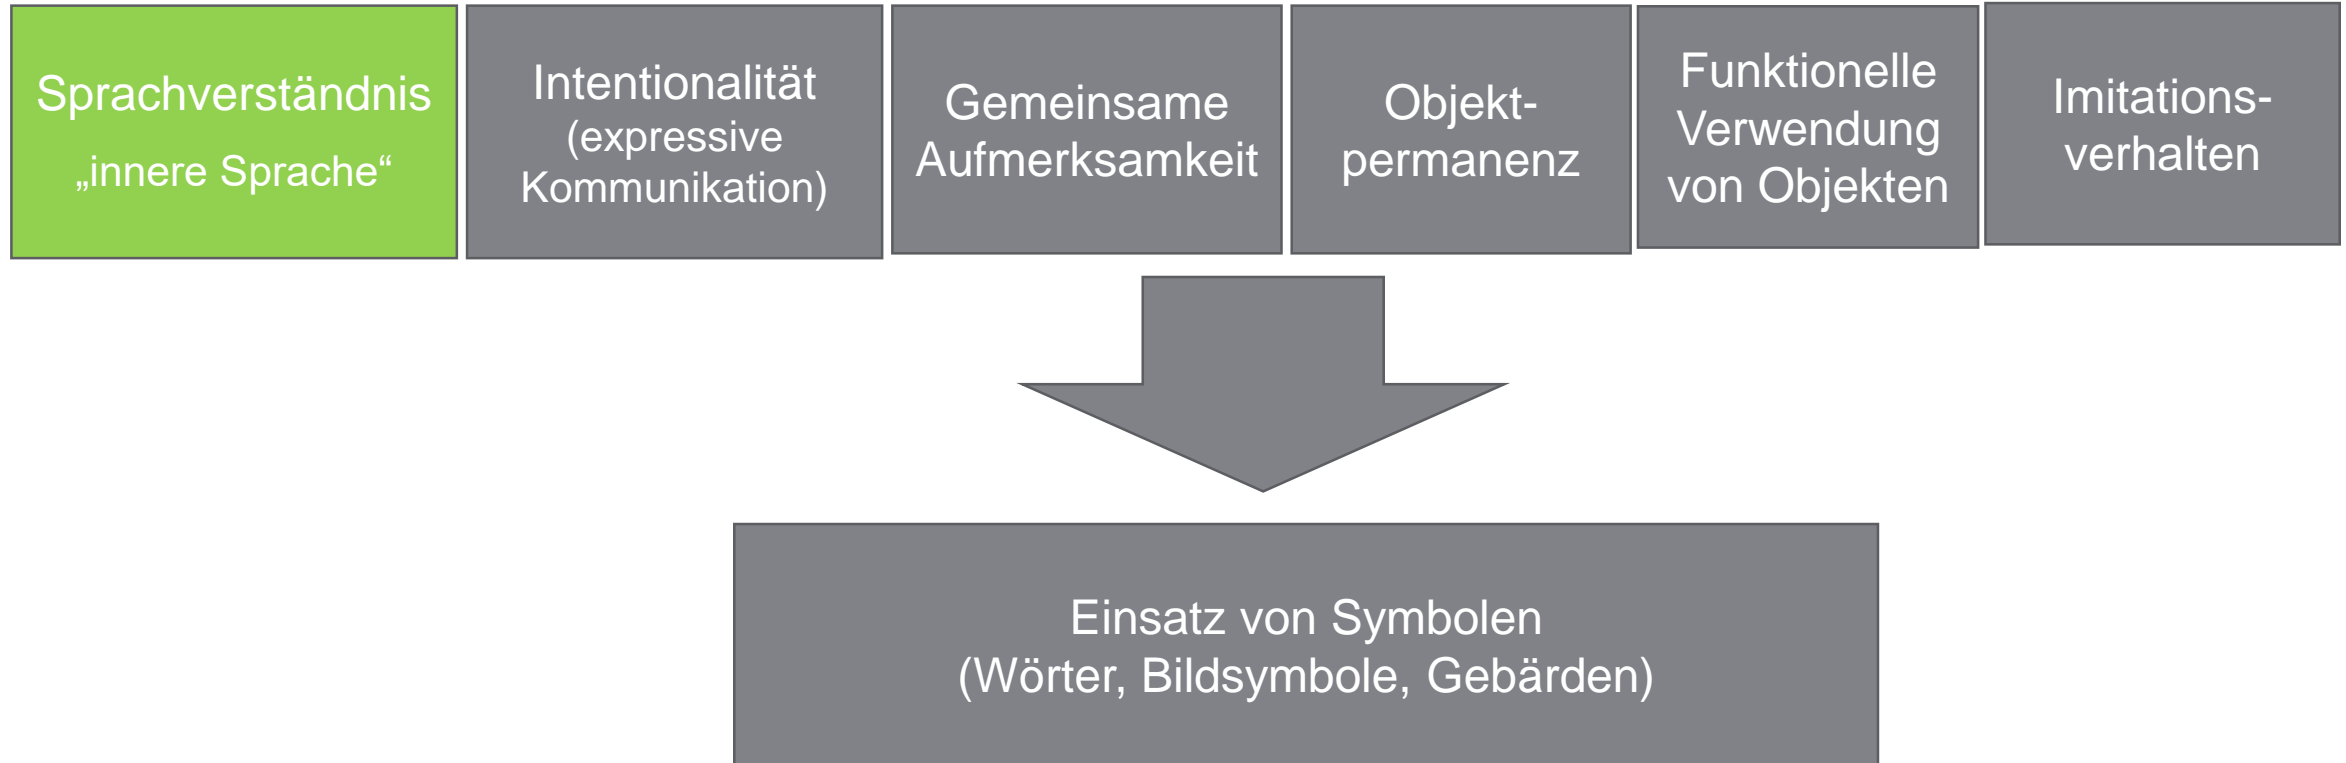 Sprachverständnis
„innere Sprache“
Intentionalität
(expressive
Kommunikation)
Gemeinsame
Aufmerksamkeit
Objekt-
permanenz
Funktionelle
Verwendung
von Objekten
Imitations-
verhalten
Einsatz von Symbolen
(Wörter, Bildsymbole, Gebärden)